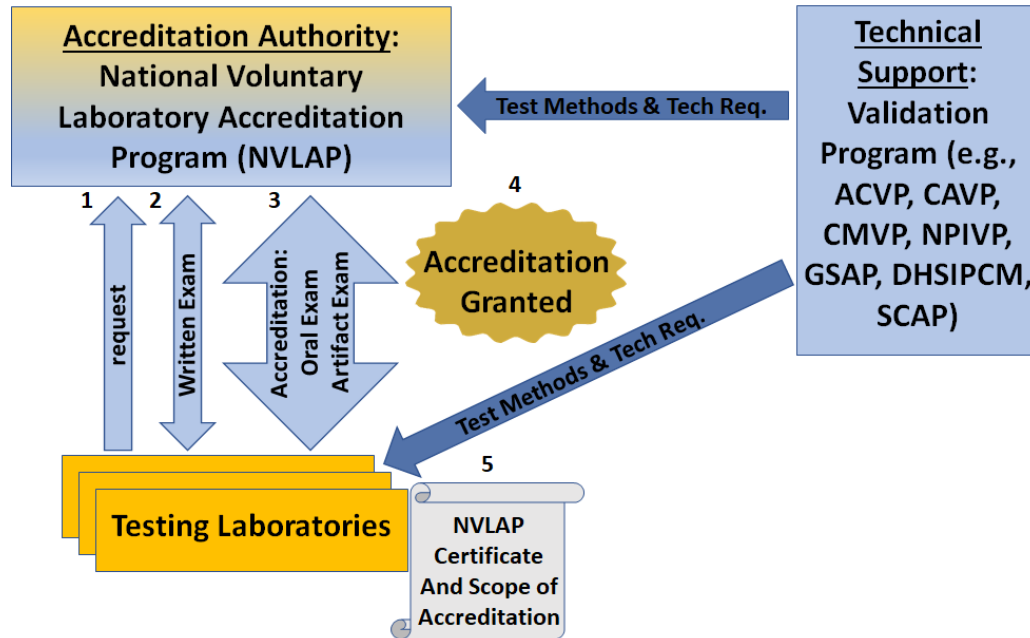 Accreditation Authority:
National Voluntary
Laboratory Accreditation
Program (NVLAP)
Technical
Support:
Validation
Program (e.g.,
ACVP, CAVP,
CMVP, NPIVP,
GSAP, DHSIPCM,
SCAP)
Test Methods & Tech Req.
1
2
3
4
request
Written Exam
Accreditation:
Oral Exam
Artifact Exam
Accreditation
Granted
Test Methods & Tech Req.
5
Testing Laboratories
NVLAP
Certificate
And Scope of
Accreditation